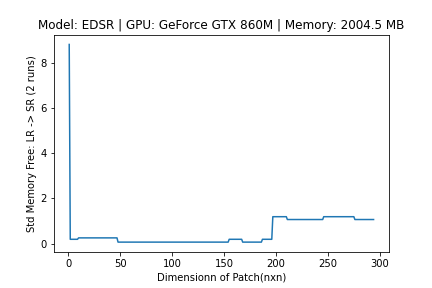 Model: EDSR | GPU: GeForce GTX 860M | Memory: 2004.5 MB
Std Memory Free: LR -> SR (2 runs)
8
6
4
2
0
0 50 100 150 200 250 300
Dimensionn of Patch(nxn)